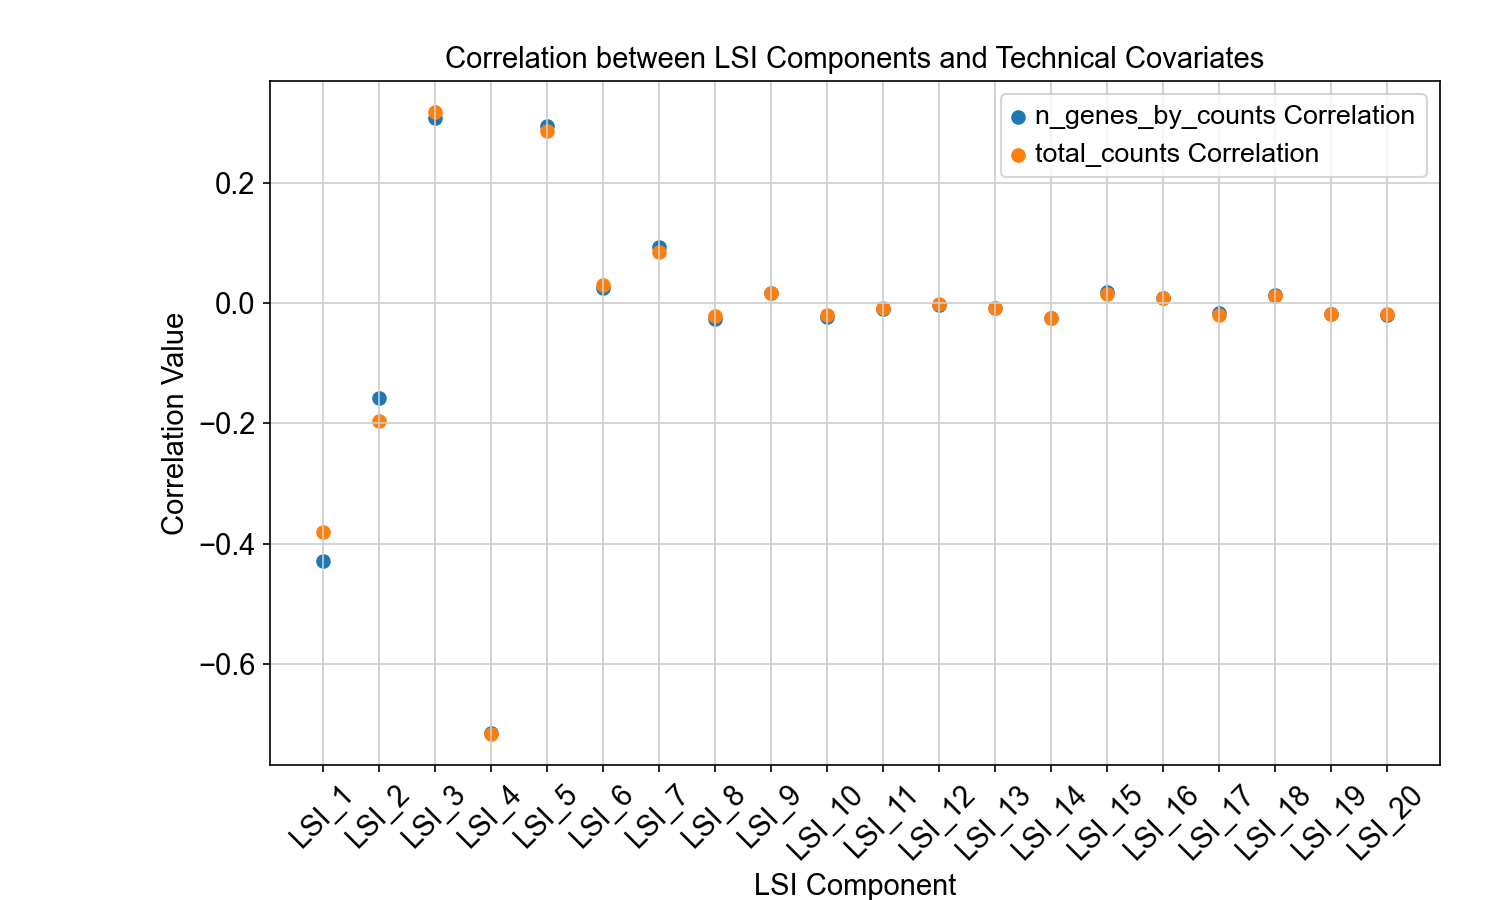 Correlation between LSI Components and Technical Covariates
n_genes_by_counts Correlation
total_counts Correlation
Correlation Value
0.2
0.0
−0.2
−0.4
−0.6
LSI_1
LSI_2
LSI_3
LSI_4
LSI_5
LSI_6
LSI_7
LSI_8
LSI_9
LSI_10
LSI_11
LSI_12
LSI_13
LSI_14
LSI_15
LSI_16
LSI_17
LSI_18
LSI_19
LSI_20
LSI Component